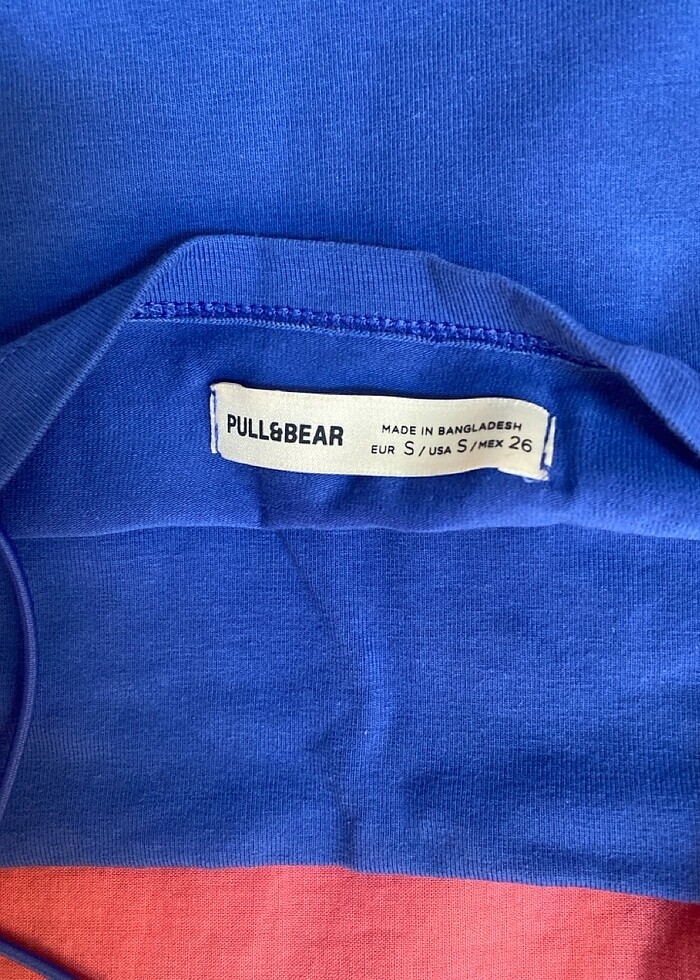 PULL&BEAR
MADE IN BANGLADESH
EUR S / USA S / MEX 26